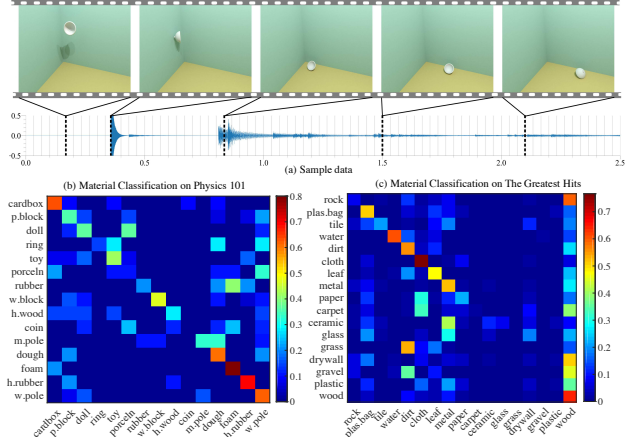 0.5
0.0
-0.5
0.0 0.5 1.0 1.5 2.0 2.5
(a) Sample data
(b) Material Classification on Physics 101
cardbox
p.block
doll
ring
toy
porceln
rubber
w.block
h.wood
coin
m.pole
dough
foam
h.rubber
w.pole
cardbox p.block doll ring toy porceln rubber w.block h.wood coin m.pole dough foam h.rubber w.pole
0.8
0.7
0.6
0.5
0.4
0.3
0.2
0.1
0.0
(c) Material Classification on The Greatest Hits
rock
plas.bag
tile
water
dirt
cloth
leaf
metal
paper
carpet
ceramic
glass
grass
drywall
gravel
plastic
wood
rock plas.bag tile water dirt cloth leaf metal paper carpet ceramic glass grass drywall gravel plastic wood
0.7
0.6
0.5
0.4
0.3
0.2
0.1
0.0